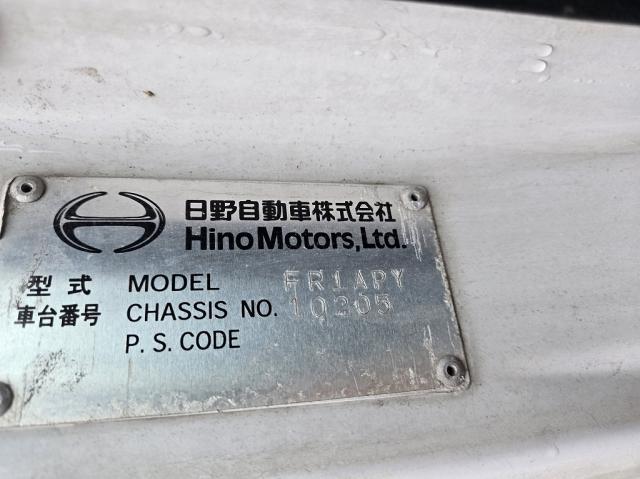 日野自動車株式会社
Hino Motors, Ltd.
型式 MODEL FR1APY
車台番号 CHASSIS NO. 10205
P. S. CODE